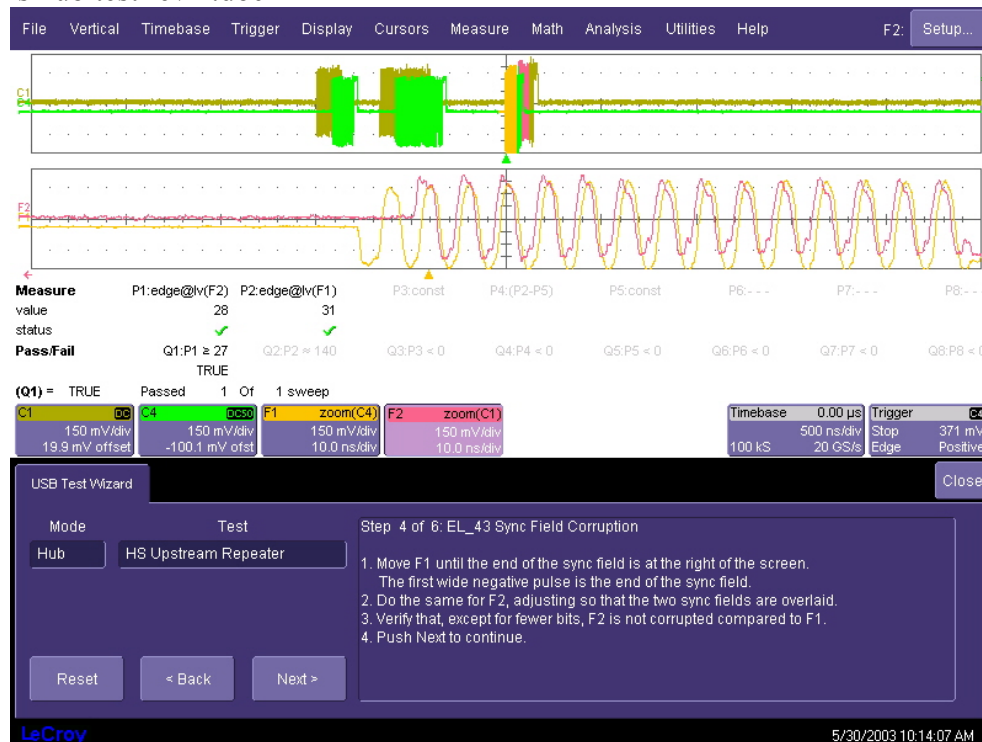 File Vertical Timebase Trigger Display Cursors Measure Math Analysis Utilities Help F2: Setup...
C1
F2
Measure P1:edge@lv(F2) P2:edge@lv(F1) P3:const P4:(P2-P5) P5:const P6:--- P7:--- P8:--
value 28 31
status
Pass/Fail Q1:P1 ≥ 27 Q2:P2 ≈ 140 Q3:P3 < 0 Q4:P4 < 0 Q5:P5 < 0 Q6:P6 < 0 Q7:P7 < 0 Q8:P8 <
TRUE
(Q1) = TRUE Passed 1 Of 1 sweep
C1 DC C4 DC50 F1 zoom(C4) F2 zoom(C1) Timebase 0.00 µs Trigger C4
150 mV/div 150 mV/div 150 mV/div 150 mV/div 500 ns/div Stop 371 mV
19.9 mV offset -100.1 mV ofst 10.0 ns/div 10.0 ns/div 100 kS 20 GS/s Edge Positive
USB Test Wizard Close
Mode Test Step 4 of 6: EL_43 Sync Field Corruption
Hub HS Upstream Repeater
1. Move F1 until the end of the sync field is at the right of the screen.
The first wide negative pulse is the end of the sync field.
2. Do the same for F2, adjusting so that the two sync fields are overlaid.
3. Verify that, except for fewer bits, F2 is not corrupted compared to F1.
4. Push Next to continue.
Reset < Back Next >
LeCroy 5/30/2003 10:14:07 AM